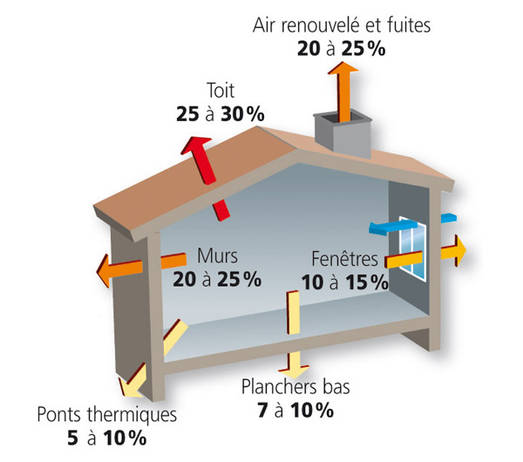 Air renouvelé et fuites
20 à 25%
Toit
25 à 30%
Murs
20 à 25%
Fenêtres
10 à 15%
Planchers bas
7 à 10%
Ponts thermiques
5 à 10%